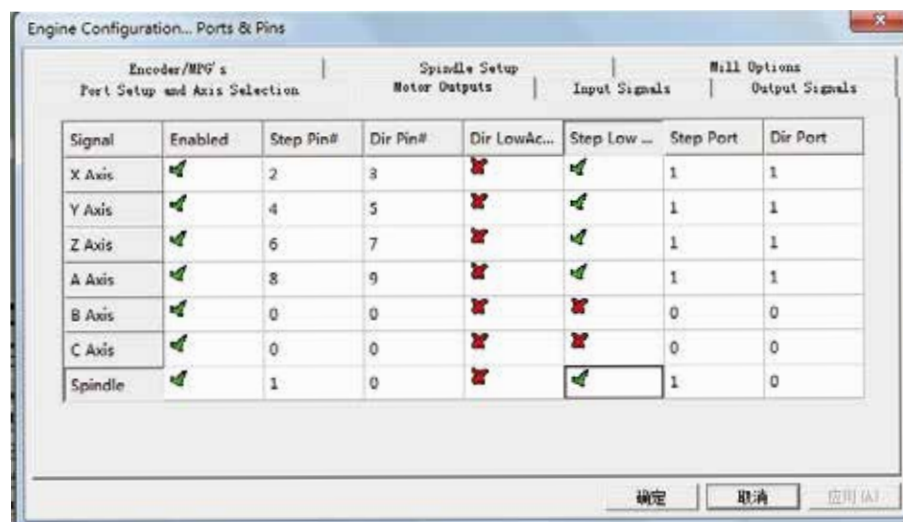 Engine Configuration... Ports & Pins
Encoder/MPG's Spindle Setup Mill Options
Port Setup and Axis Selection Motor Outputs Input Signals Output Signals
Signal Enabled Step Pin# Dir Pin# Dir LowAc... Step Low ... Step Port Dir Port
X Axis 2 3 1 1
Y Axis 4 5 1 1
Z Axis 6 7 1 1
A Axis 8 9 1 1
B Axis 0 0 0 0
C Axis 0 0 0 0
Spindle 1 0 1 0
确定 取消 应用(A)